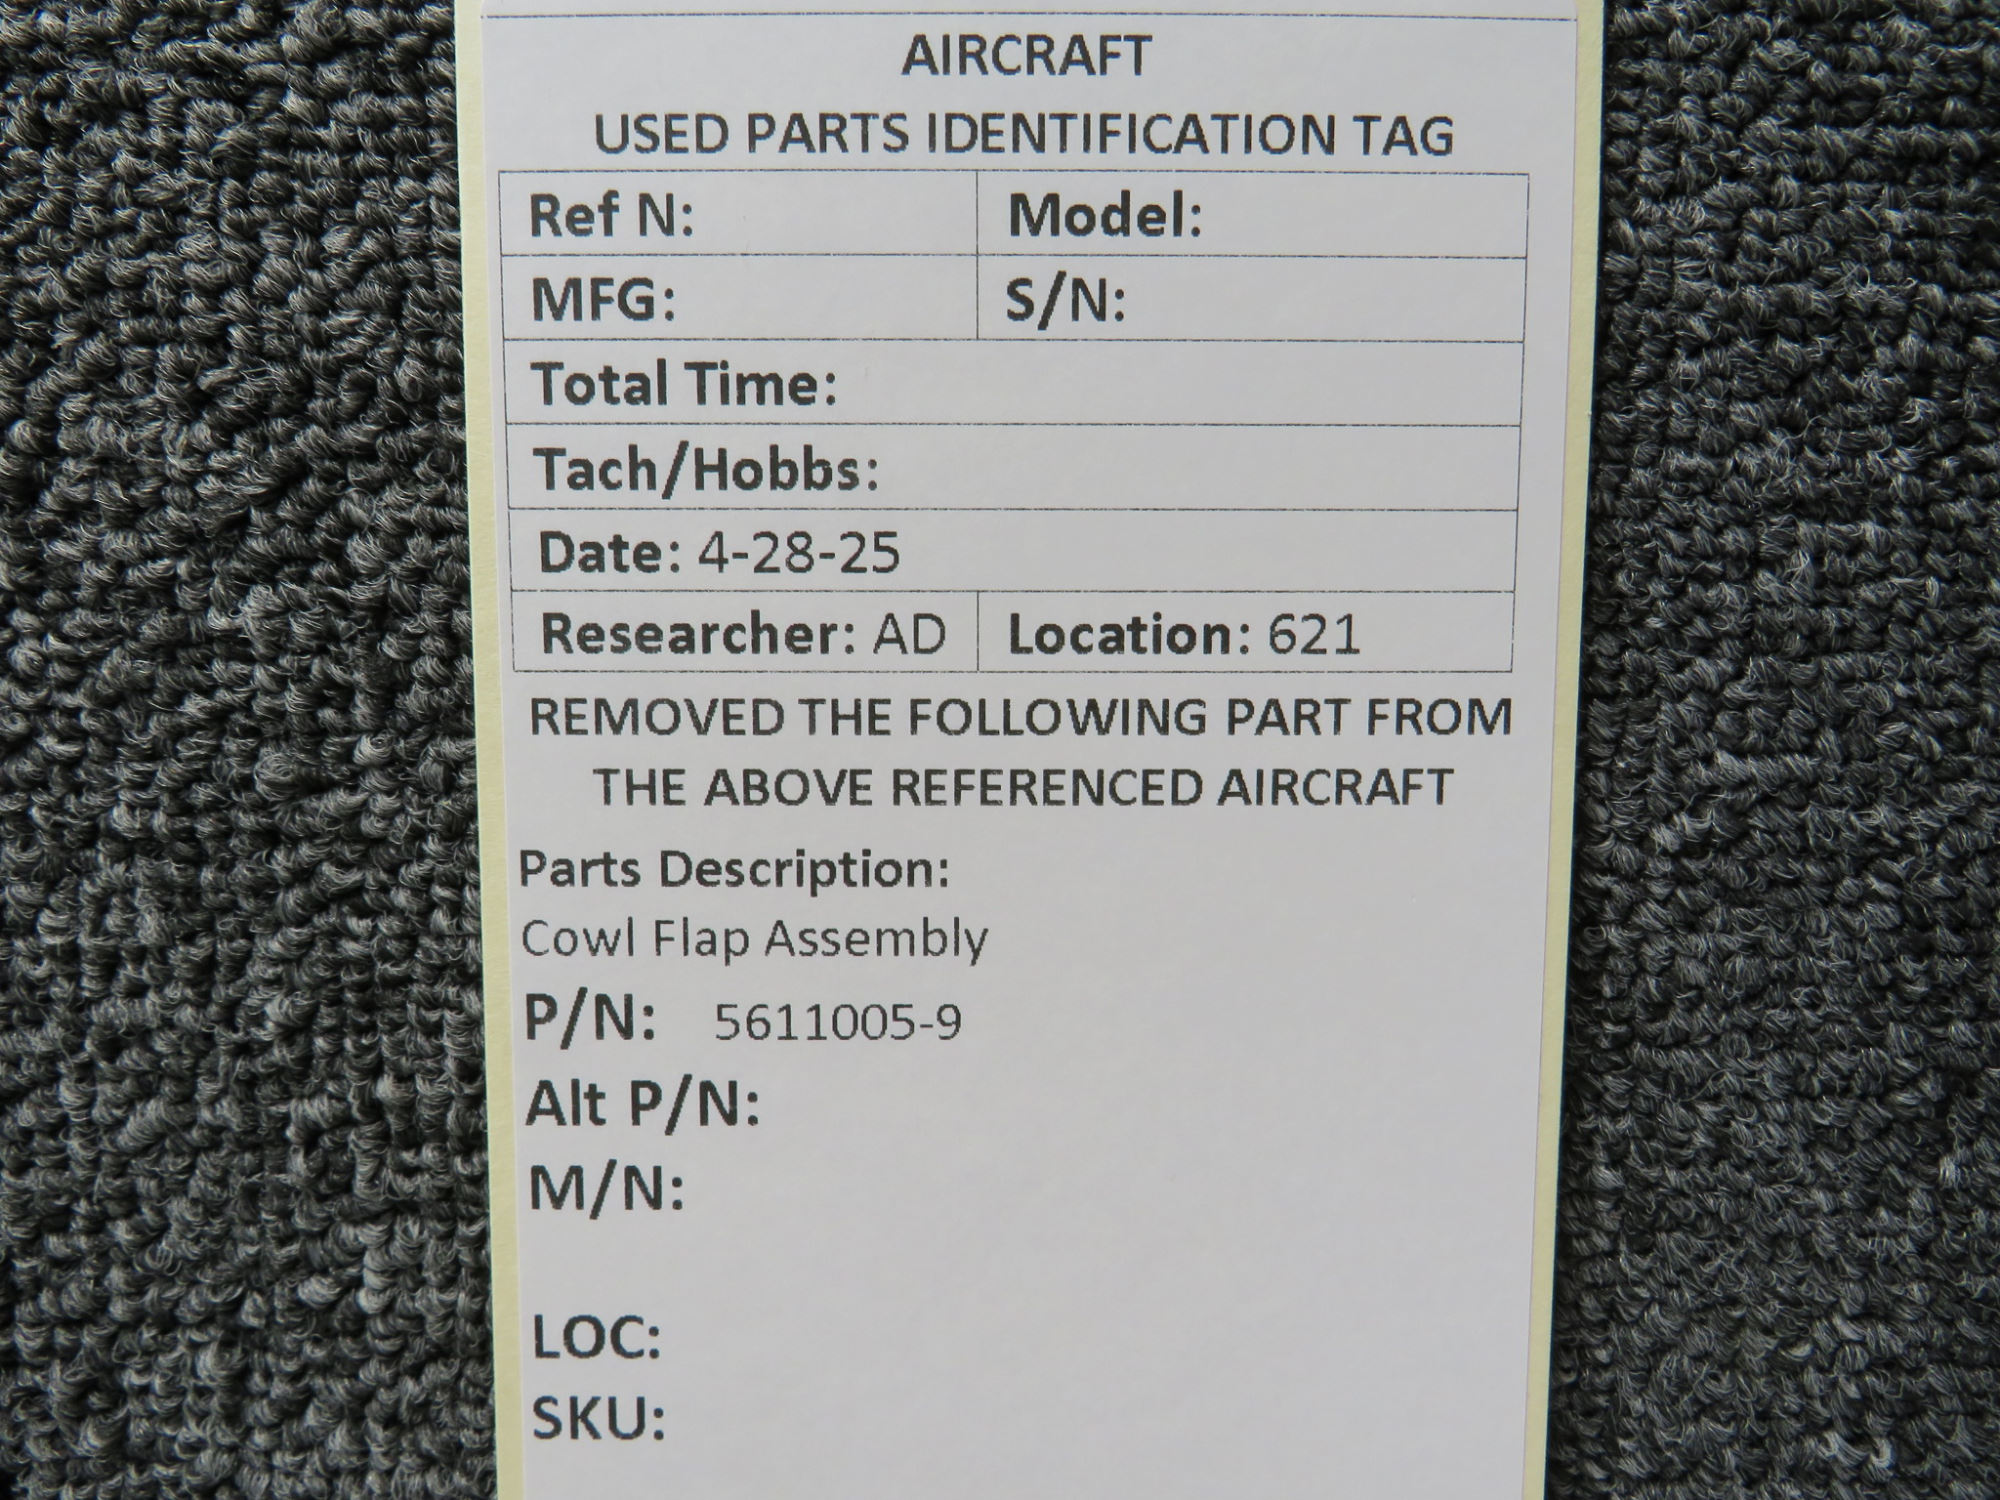 AIRCRAFT
USED PARTS IDENTIFICATION TAG
Ref N: Model:
MFG: S/N:
Total Time:
Tach/Hobbs:
Date: 4-28-25
Researcher: AD Location: 621
REMOVED THE FOLLOWING PART FROM
THE ABOVE REFERENCED AIRCRAFT
Parts Description:
Cowl Flap Assembly
P/N: 5611005-9
Alt P/N:
M/N:
LOC:
SKU: